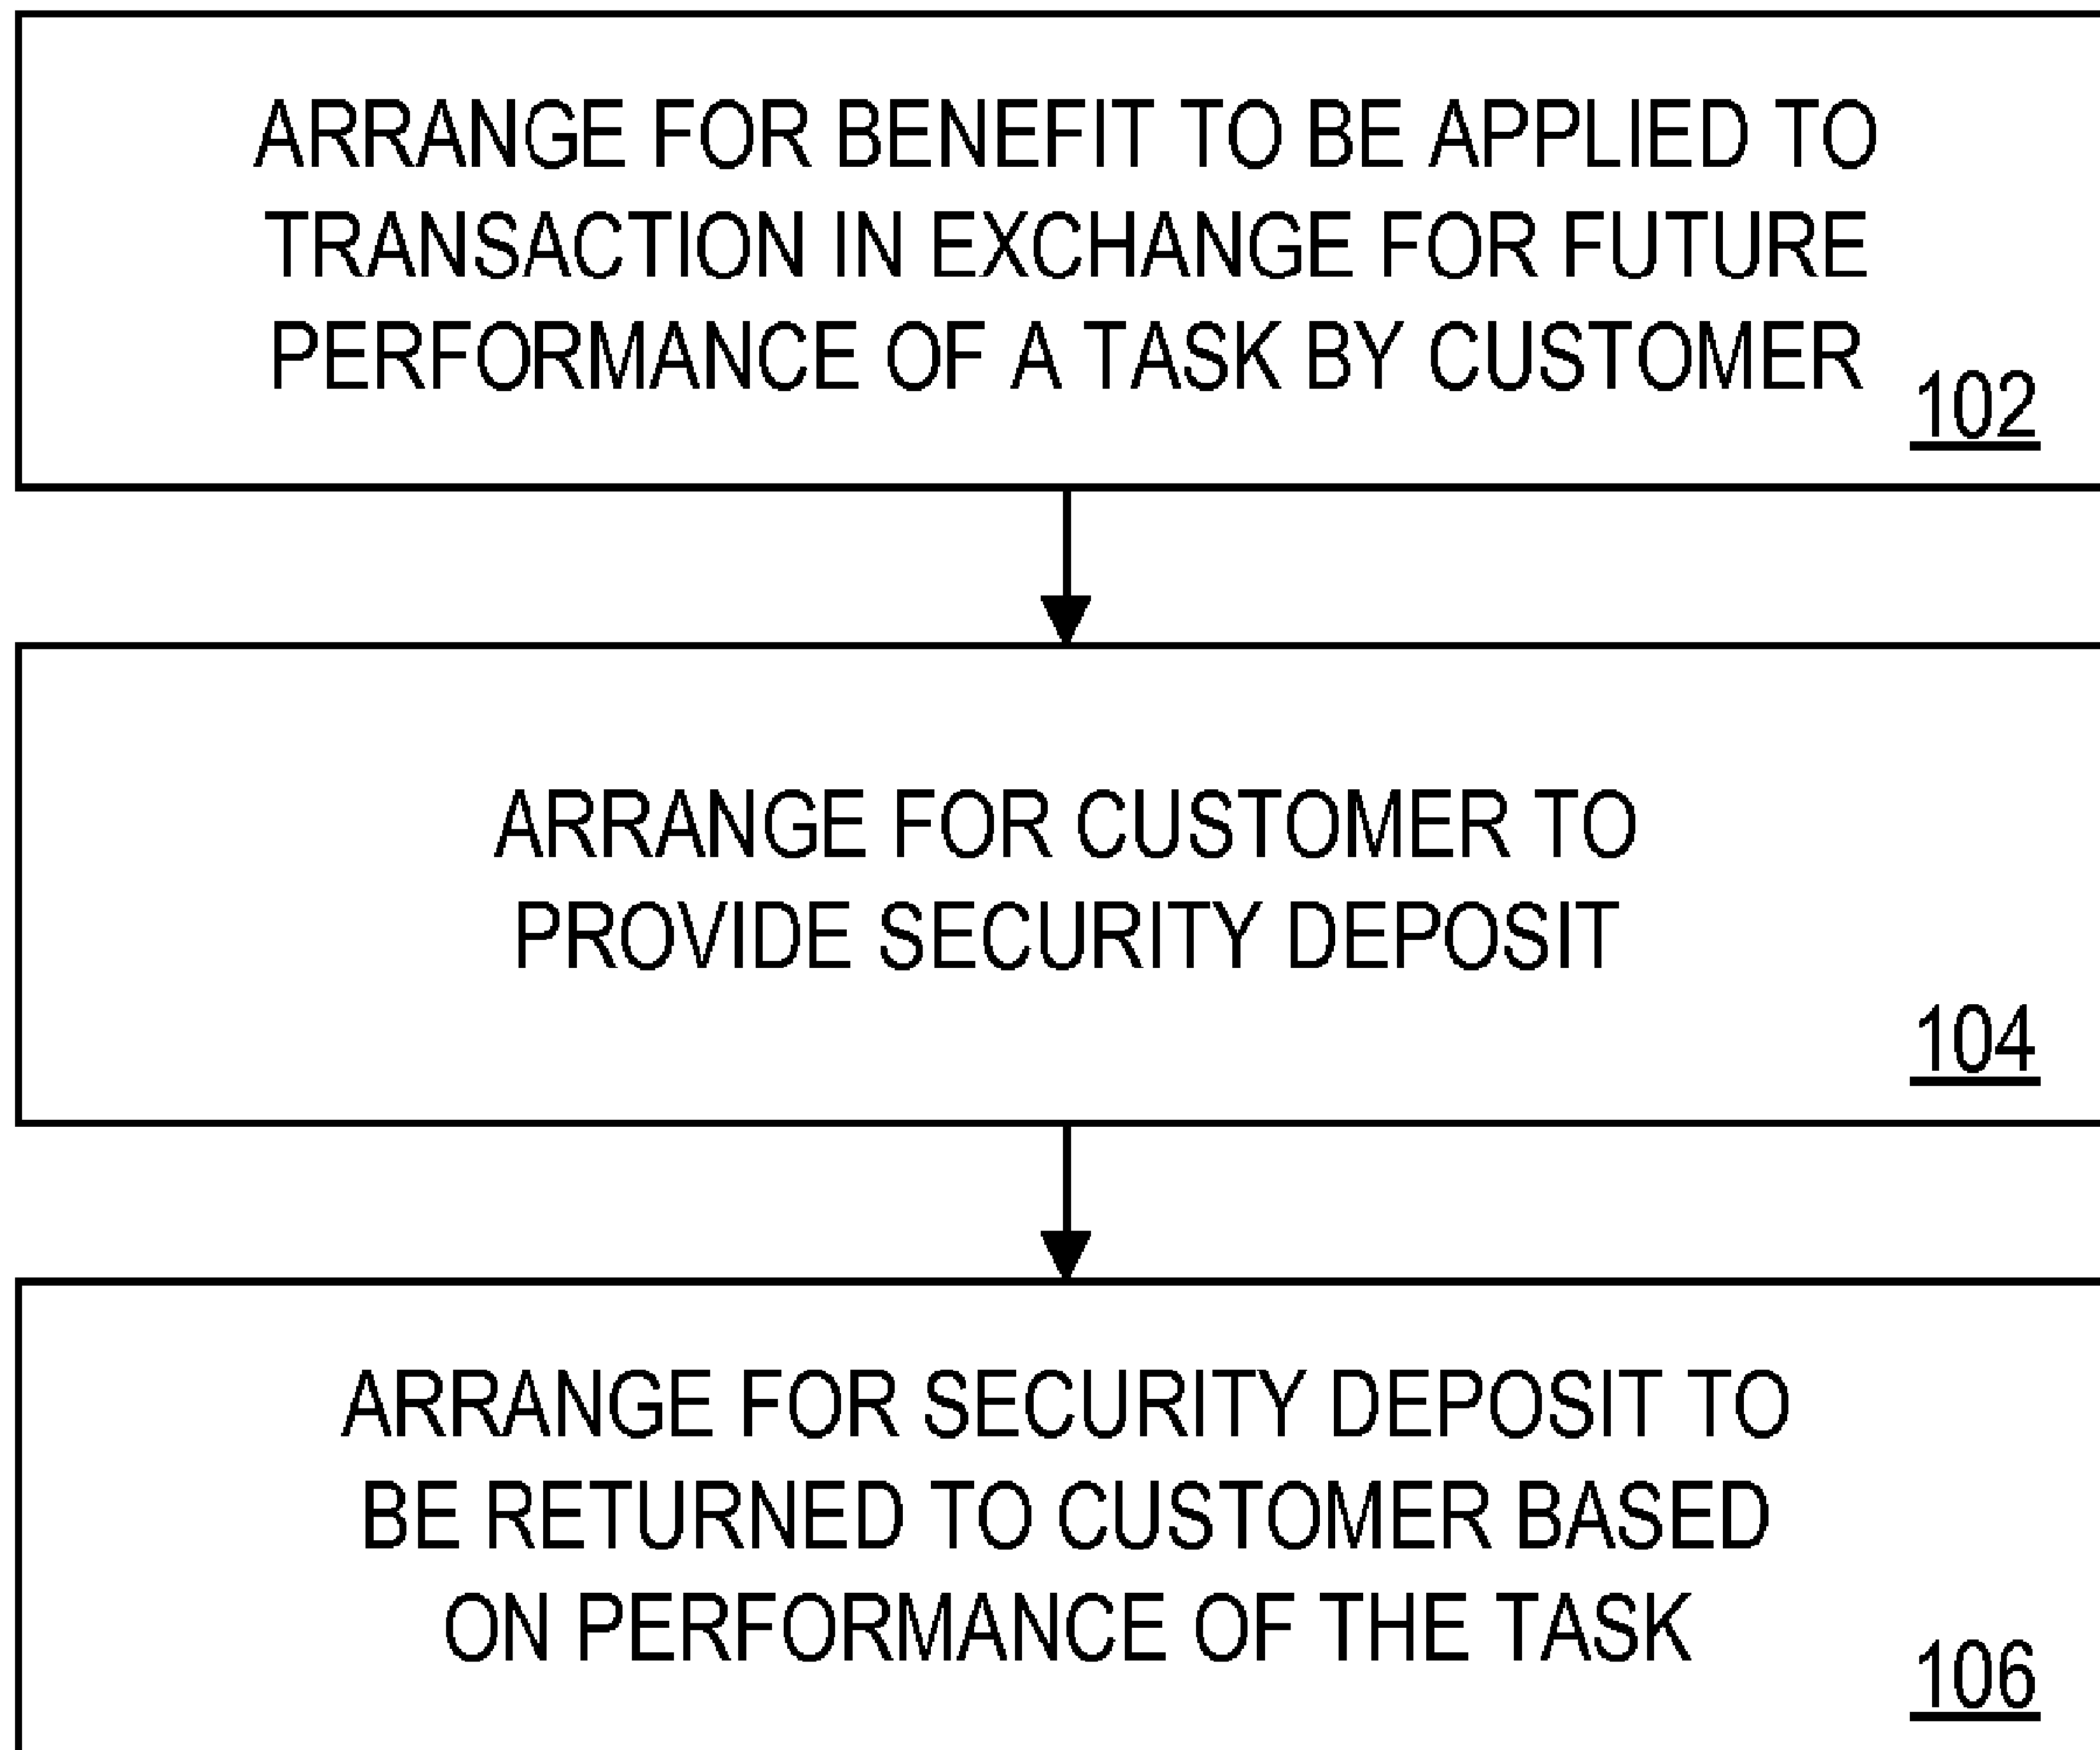 ARRANGE FOR BENEFIT TO BE APPLIED TO
TRANSACTION IN EXCHANGE FOR FUTURE
PERFORMANCE OF A TASK BY CUSTOMER
102
ARRANGE FOR CUSTOMER TO
PROVIDE SECURITY DEPOSIT
104
ARRANGE FOR SECURITY DEPOSIT TO
BE RETURNED TO CUSTOMER BASED
ON PERFORMANCE OF THE TASK
106